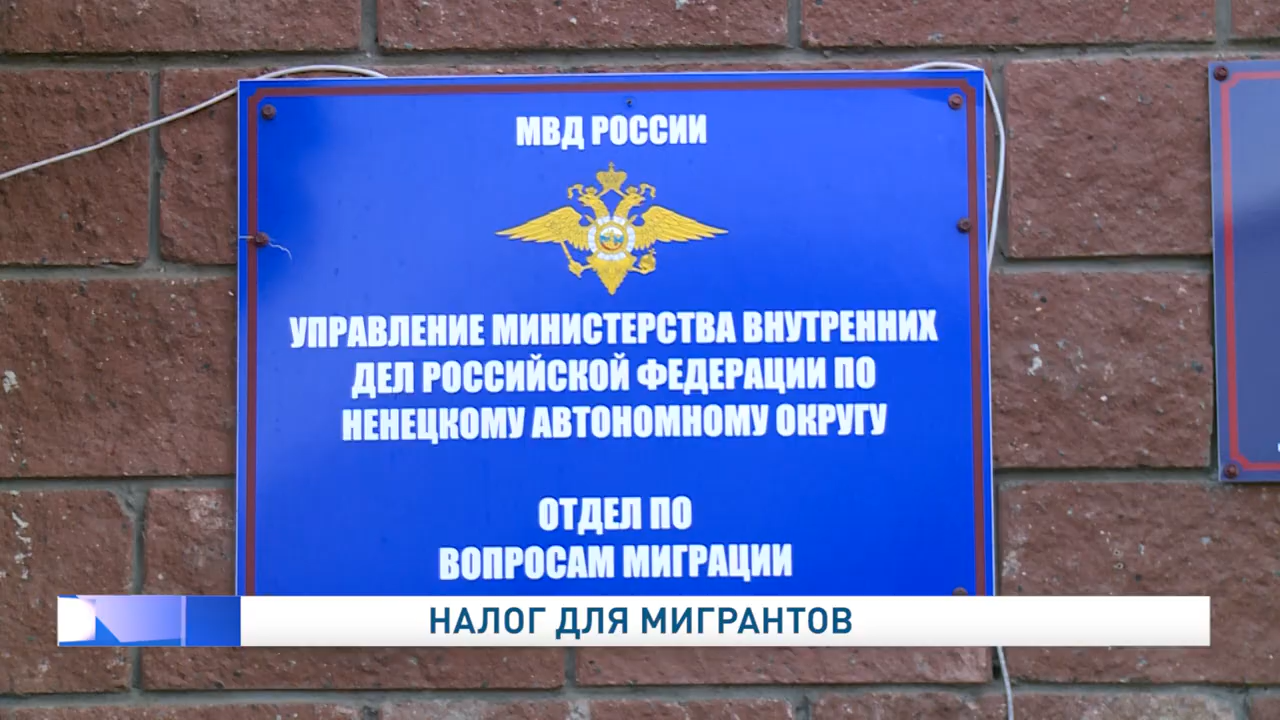 МВД РОССИИ
УПРАВЛЕНИЕ МИНИСТЕРСТВА ВНУТРЕННИХ
ДЕЛ РОССИЙСКОЙ ФЕДЕРАЦИИ ПО
НЕНЕЦКОМУ АВТОНОМНОМУ ОКРУГУ
ОТДЕЛ ПО
ВОПРОСАМ МИГРАЦИИ
НАЛОГ ДЛЯ МИГРАНТОВ